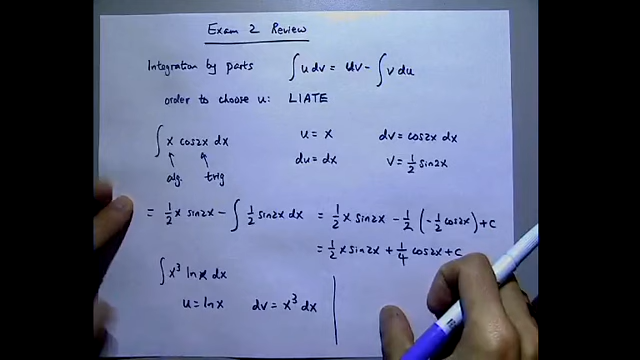 Exam 2 Review
Integration by parts ∫ u dv = uv - ∫ v du
order to choose u: LIATE
∫ x cos2x dx u = x dv = cos2x dx
alg. trig du = dx v = 1/2 sin2x
= 1/2 x sin2x - ∫ 1/2 sin2x dx = 1/2 x sin2x - 1/2 (-1/2 cos2x) + c
= 1/2 x sin2x + 1/4 cos2x + c
∫ x³ lnx dx
u = lnx dv = x³ dx